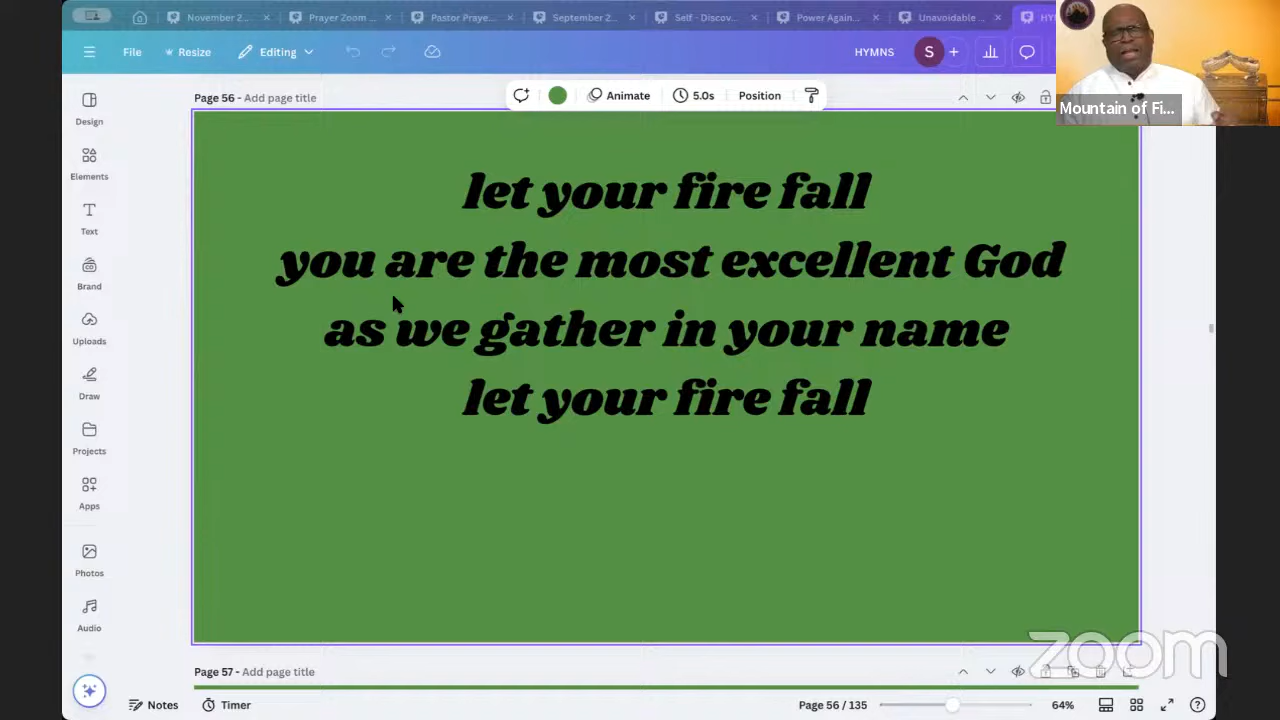 November 2...
Prayer Zoom ...
Pastor Praye...
September 2...
Self - Discov...
Power Again...
Unavoidable ...
HY
File
Resize
Editing
HYMNS
S
Mountain of Fi...
Page 56 - Add page title
Animate
5.0s
Position
Design
Elements
Text
Brand
Uploads
Draw
Projects
Apps
Photos
Audio
let your fire fall
you are the most excellent God
as we gather in your name
let your fire fall
zoom
Page 57 - Add page title
Notes
Timer
Page 56 / 135
64%